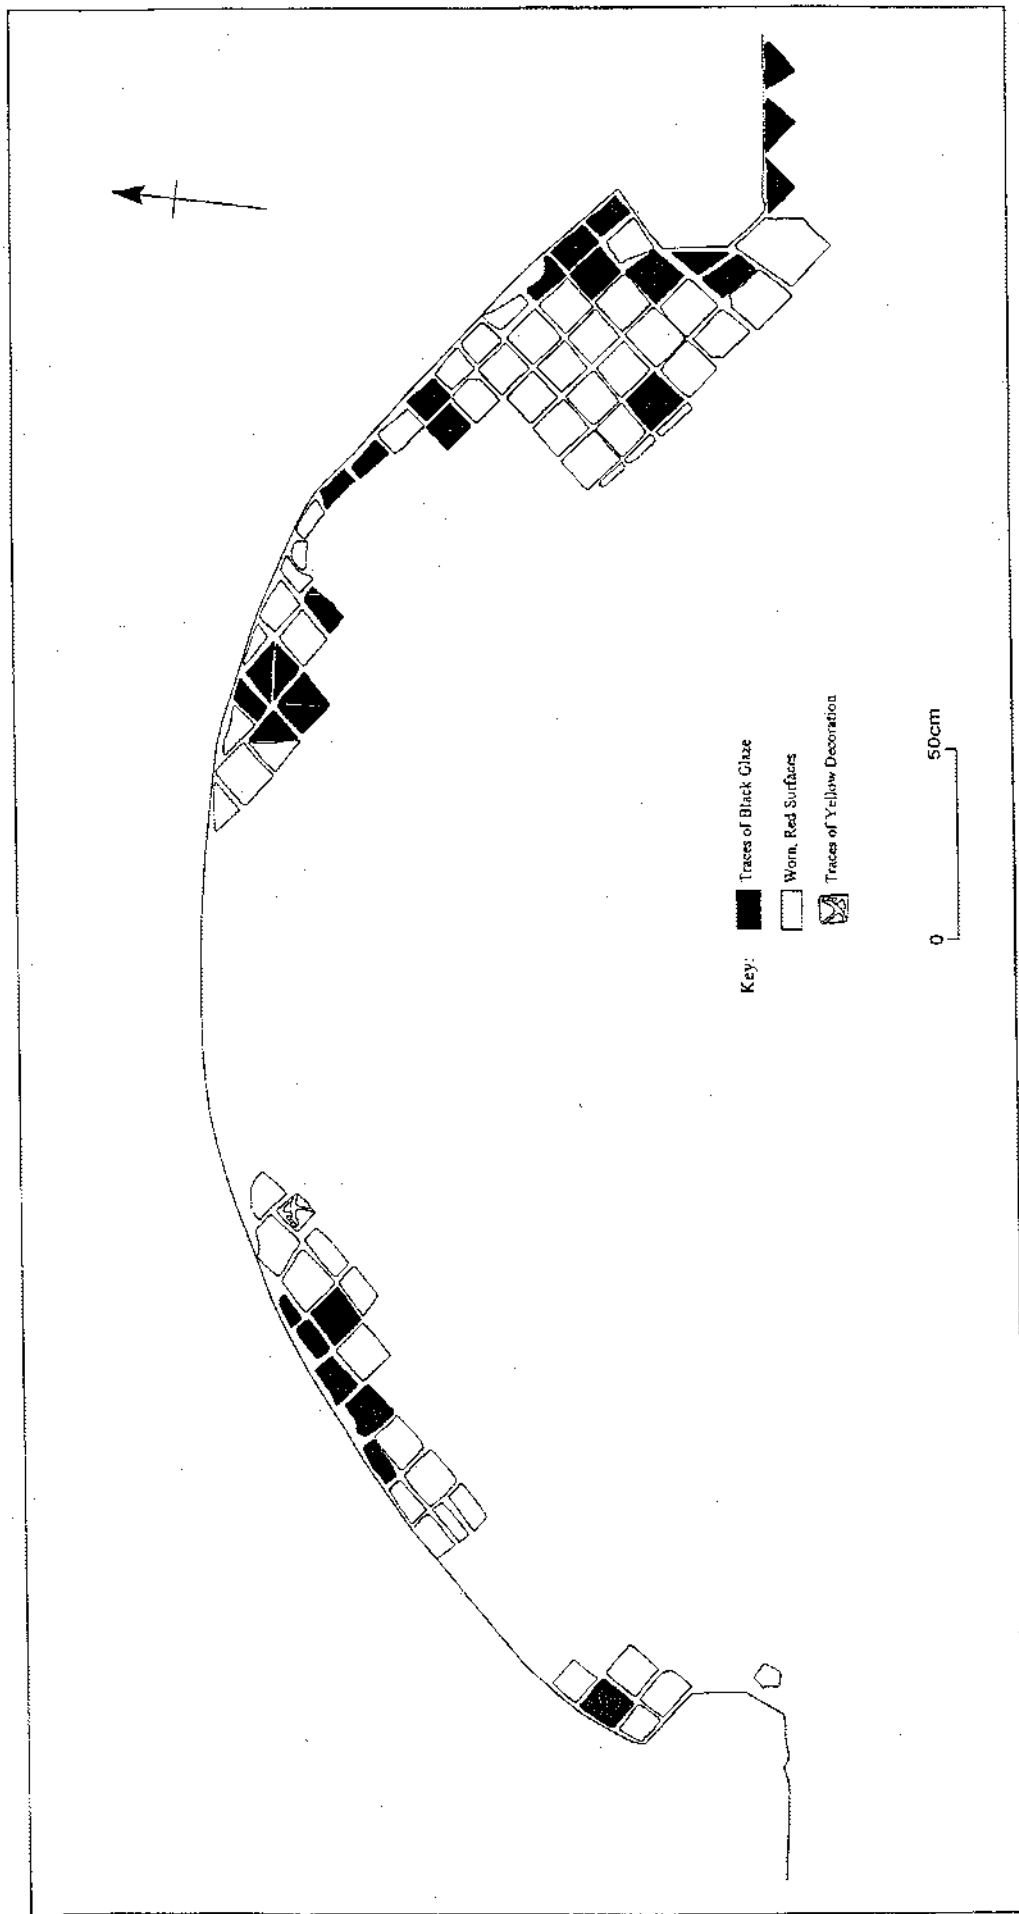 Key:
Traces of Black Glaze
Worn, Red Surfaces
Traces of Yellow Decoration
0 50cm